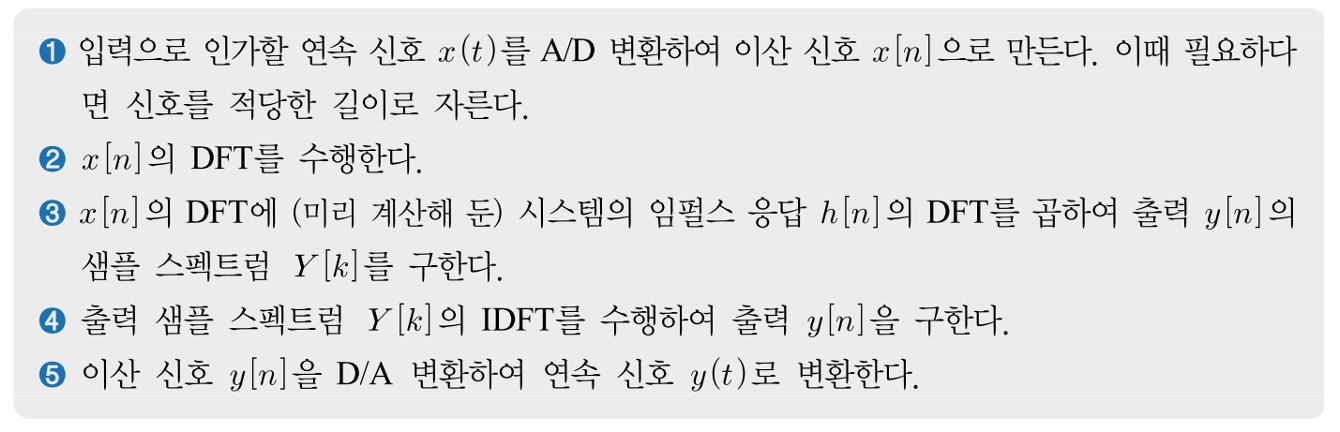 ❶ 입력으로 인가할 연속 신호 x(t)를 A/D 변환하여 이산 신호 x[n]으로 만든다. 이때 필요하다
면 신호를 적당한 길이로 자른다.
❷ x[n]의 DFT를 수행한다.
❸ x[n]의 DFT에 (미리 계산해 둔) 시스템의 임펄스 응답 h[n]의 DFT를 곱하여 출력 y[n]의
샘플 스펙트럼 Y[k]를 구한다.
❹ 출력 샘플 스펙트럼 Y[k]의 IDFT를 수행하여 출력 y[n]을 구한다.
❺ 이산 신호 y[n]을 D/A 변환하여 연속 신호 y(t)로 변환한다.